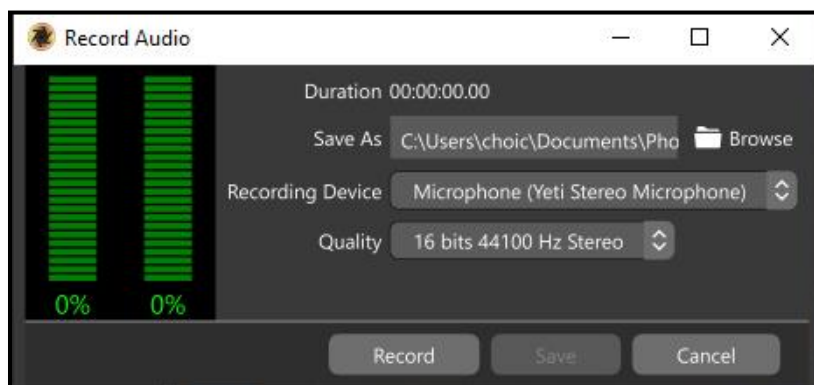 Record Audio
Duration 00:00:00.00
Save As C:\Users\choic\Documents\Pho Browse
Recording Device Microphone (Yeti Stereo Microphone)
Quality 16 bits 44100 Hz Stereo
0% 0%
Record Save Cancel